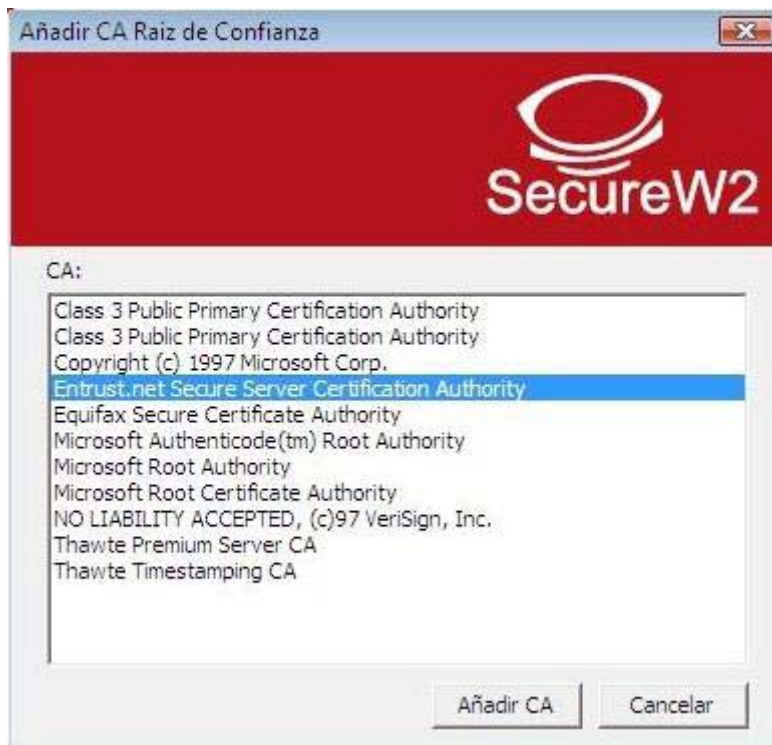 Añadir CA Raiz de Confianza
SecureW2
CA:
Class 3 Public Primary Certification Authority
Class 3 Public Primary Certification Authority
Copyright (c) 1997 Microsoft Corp.
Entrust.net Secure Server Certification Authority
Equifax Secure Certificate Authority
Microsoft Authenticode(tm) Root Authority
Microsoft Root Authority
Microsoft Root Certificate Authority
NO LIABILITY ACCEPTED, (c)97 VeriSign, Inc.
Thawte Premium Server CA
Thawte Timestamping CA
Añadir CA Cancelar